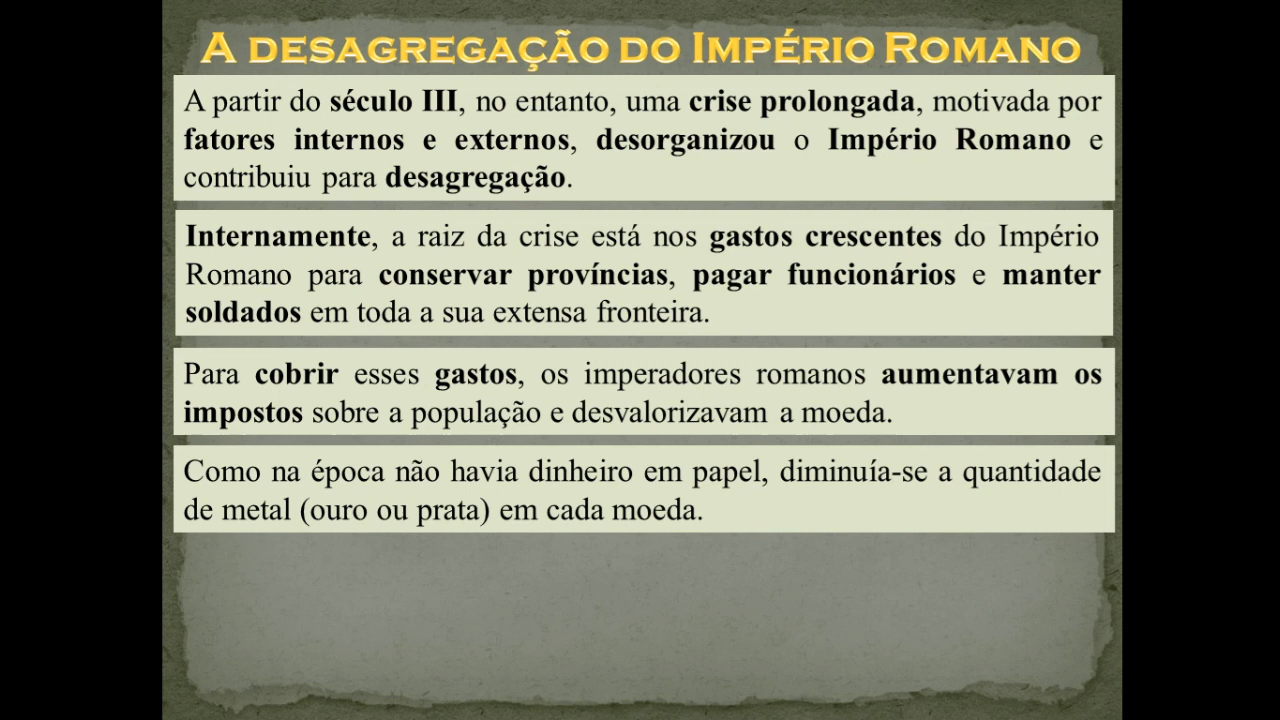 A desagregação do Império Romano
A partir do século III, no entanto, uma crise prolongada, motivada por
fatores internos e externos, desorganizou o Império Romano e
contribuiu para desagregação.
Internamente, a raiz da crise está nos gastos crescentes do Império
Romano para conservar províncias, pagar funcionários e manter
soldados em toda a sua extensa fronteira.
Para cobrir esses gastos, os imperadores romanos aumentavam os
impostos sobre a população e desvalorizavam a moeda.
Como na época não havia dinheiro em papel, diminuía-se a quantidade
de metal (ouro ou prata) em cada moeda.